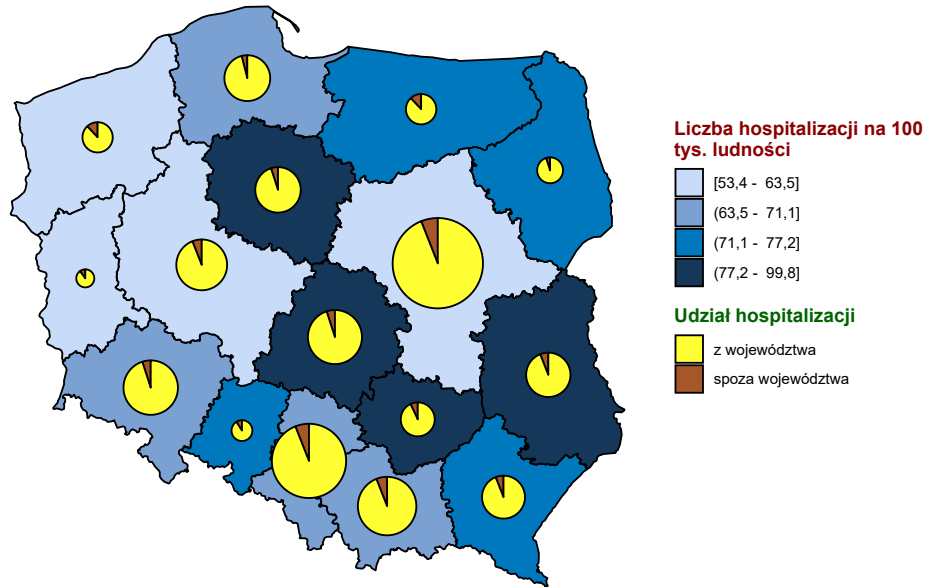 Liczba hospitalizacji na 100
tys. ludności
[53,4 - 63,5]
(63,5 - 71,1]
(71,1 - 77,2]
(77,2 - 99,8]
Udział hospitalizacji
z województwa
spoza województwa